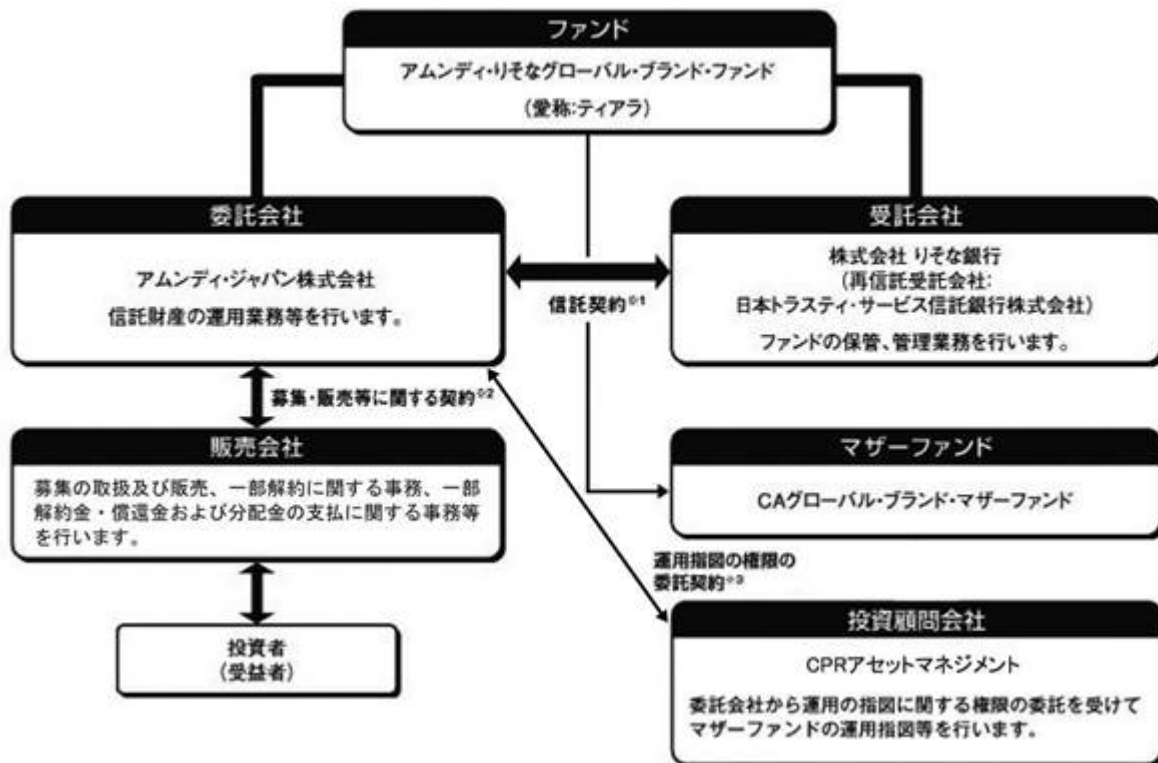 ファンド
アムンディ・りそなグローバル・ブランド・ファンド
(愛称:ティアラ)
委託会社
アムンディ・ジャパン株式会社
信託財産の運用業務等を行います。
信託契約※1
受託会社
株式会社 りそな銀行
(再信託受託会社:
日本トラスティ・サービス信託銀行株式会社)
ファンドの保管、管理業務を行います。
募集・販売等に関する契約※2
販売会社
募集の取扱及び販売、一部解約に関する事務、一部
解約金・償還金および分配金の支払に関する事務等
を行います。
マザーファンド
CAグローバル・ブランド・マザーファンド
運用指図の権限の
委託契約※3
投資者
(受益者)
投資顧問会社
CPRアセットマネジメント
委託会社から運用の指図に関する権限の委託を受けて
マザーファンドの運用指図等を行います。